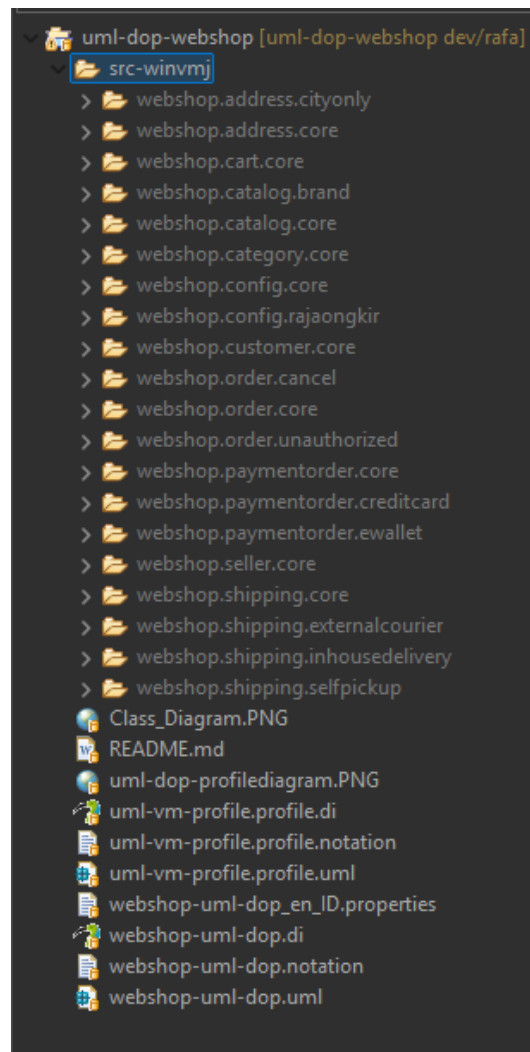 uml-dop-webshop [uml-dop-webshop dev/rafa]
src-winvmj
webshop.address.cityonly
webshop.address.core
webshop.cart.core
webshop.catalog.brand
webshop.catalog.core
webshop.category.core
webshop.config.core
webshop.config.rajaongkir
webshop.customer.core
webshop.order.cancel
webshop.order.core
webshop.order.unauthorized
webshop.paymentorder.core
webshop.paymentorder.creditcard
webshop.paymentorder.ewallet
webshop.seller.core
webshop.shipping.core
webshop.shipping.externalcourier
webshop.shipping.inhousedelivery
webshop.shipping.selfpickup
Class_Diagram.PNG
README.md
uml-dop-profilediagram.PNG
uml-vm-profile.profile.di
uml-vm-profile.profile.notation
uml-vm-profile.profile.uml
webshop-uml-dop_en_ID.properties
webshop-uml-dop.di
webshop-uml-dop.notation
webshop-uml-dop.uml